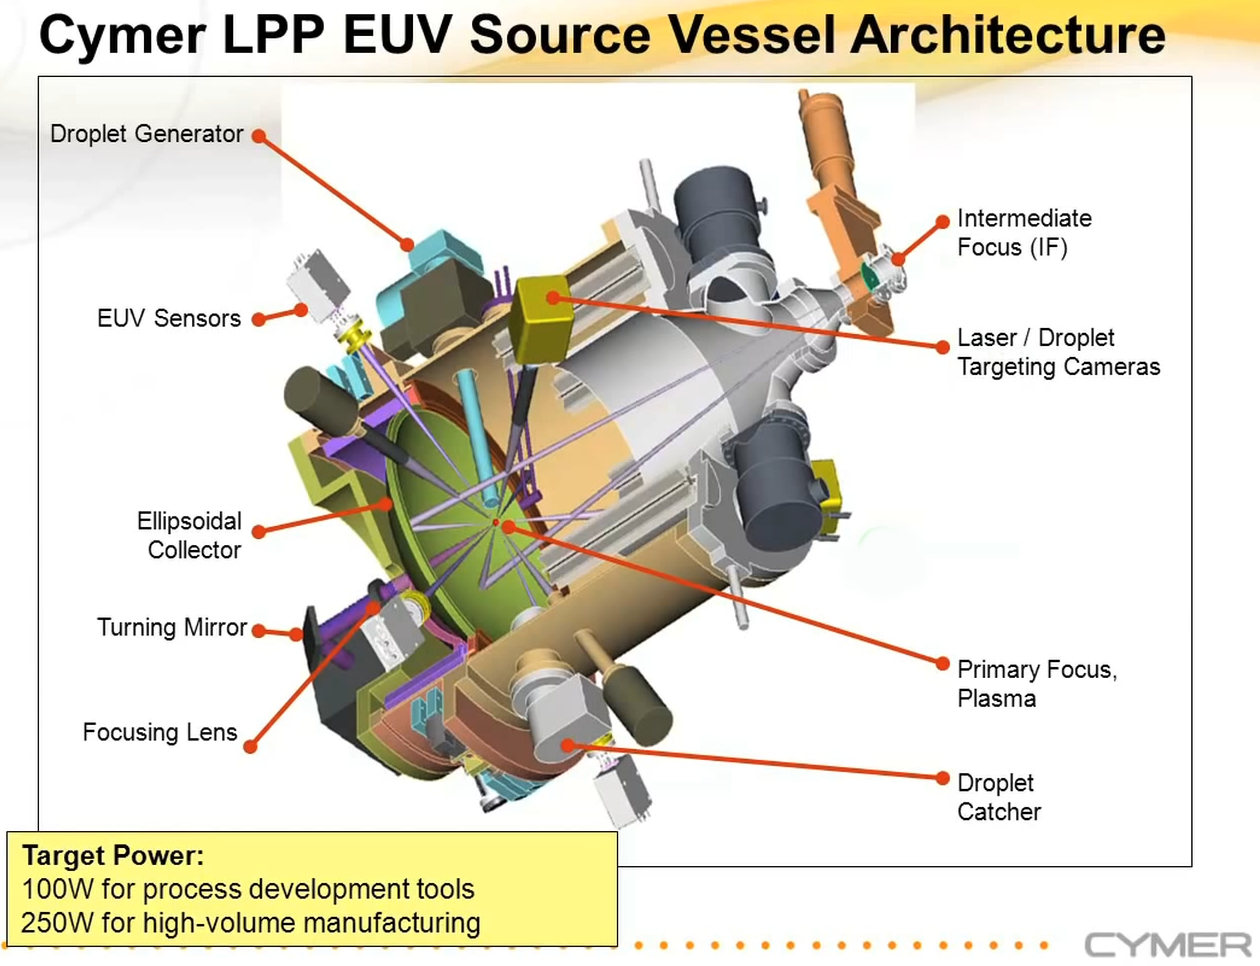 Cymer LPP EUV Source Vessel Architecture
Droplet Generator
EUV Sensors
Ellipsoidal
Collector
Turning Mirror
Focusing Lens
Intermediate
Focus (IF)
Laser / Droplet
Targeting Cameras
Primary Focus,
Plasma
Droplet
Catcher
Target Power:
100W for process development tools
250W for high-volume manufacturing
CYMER